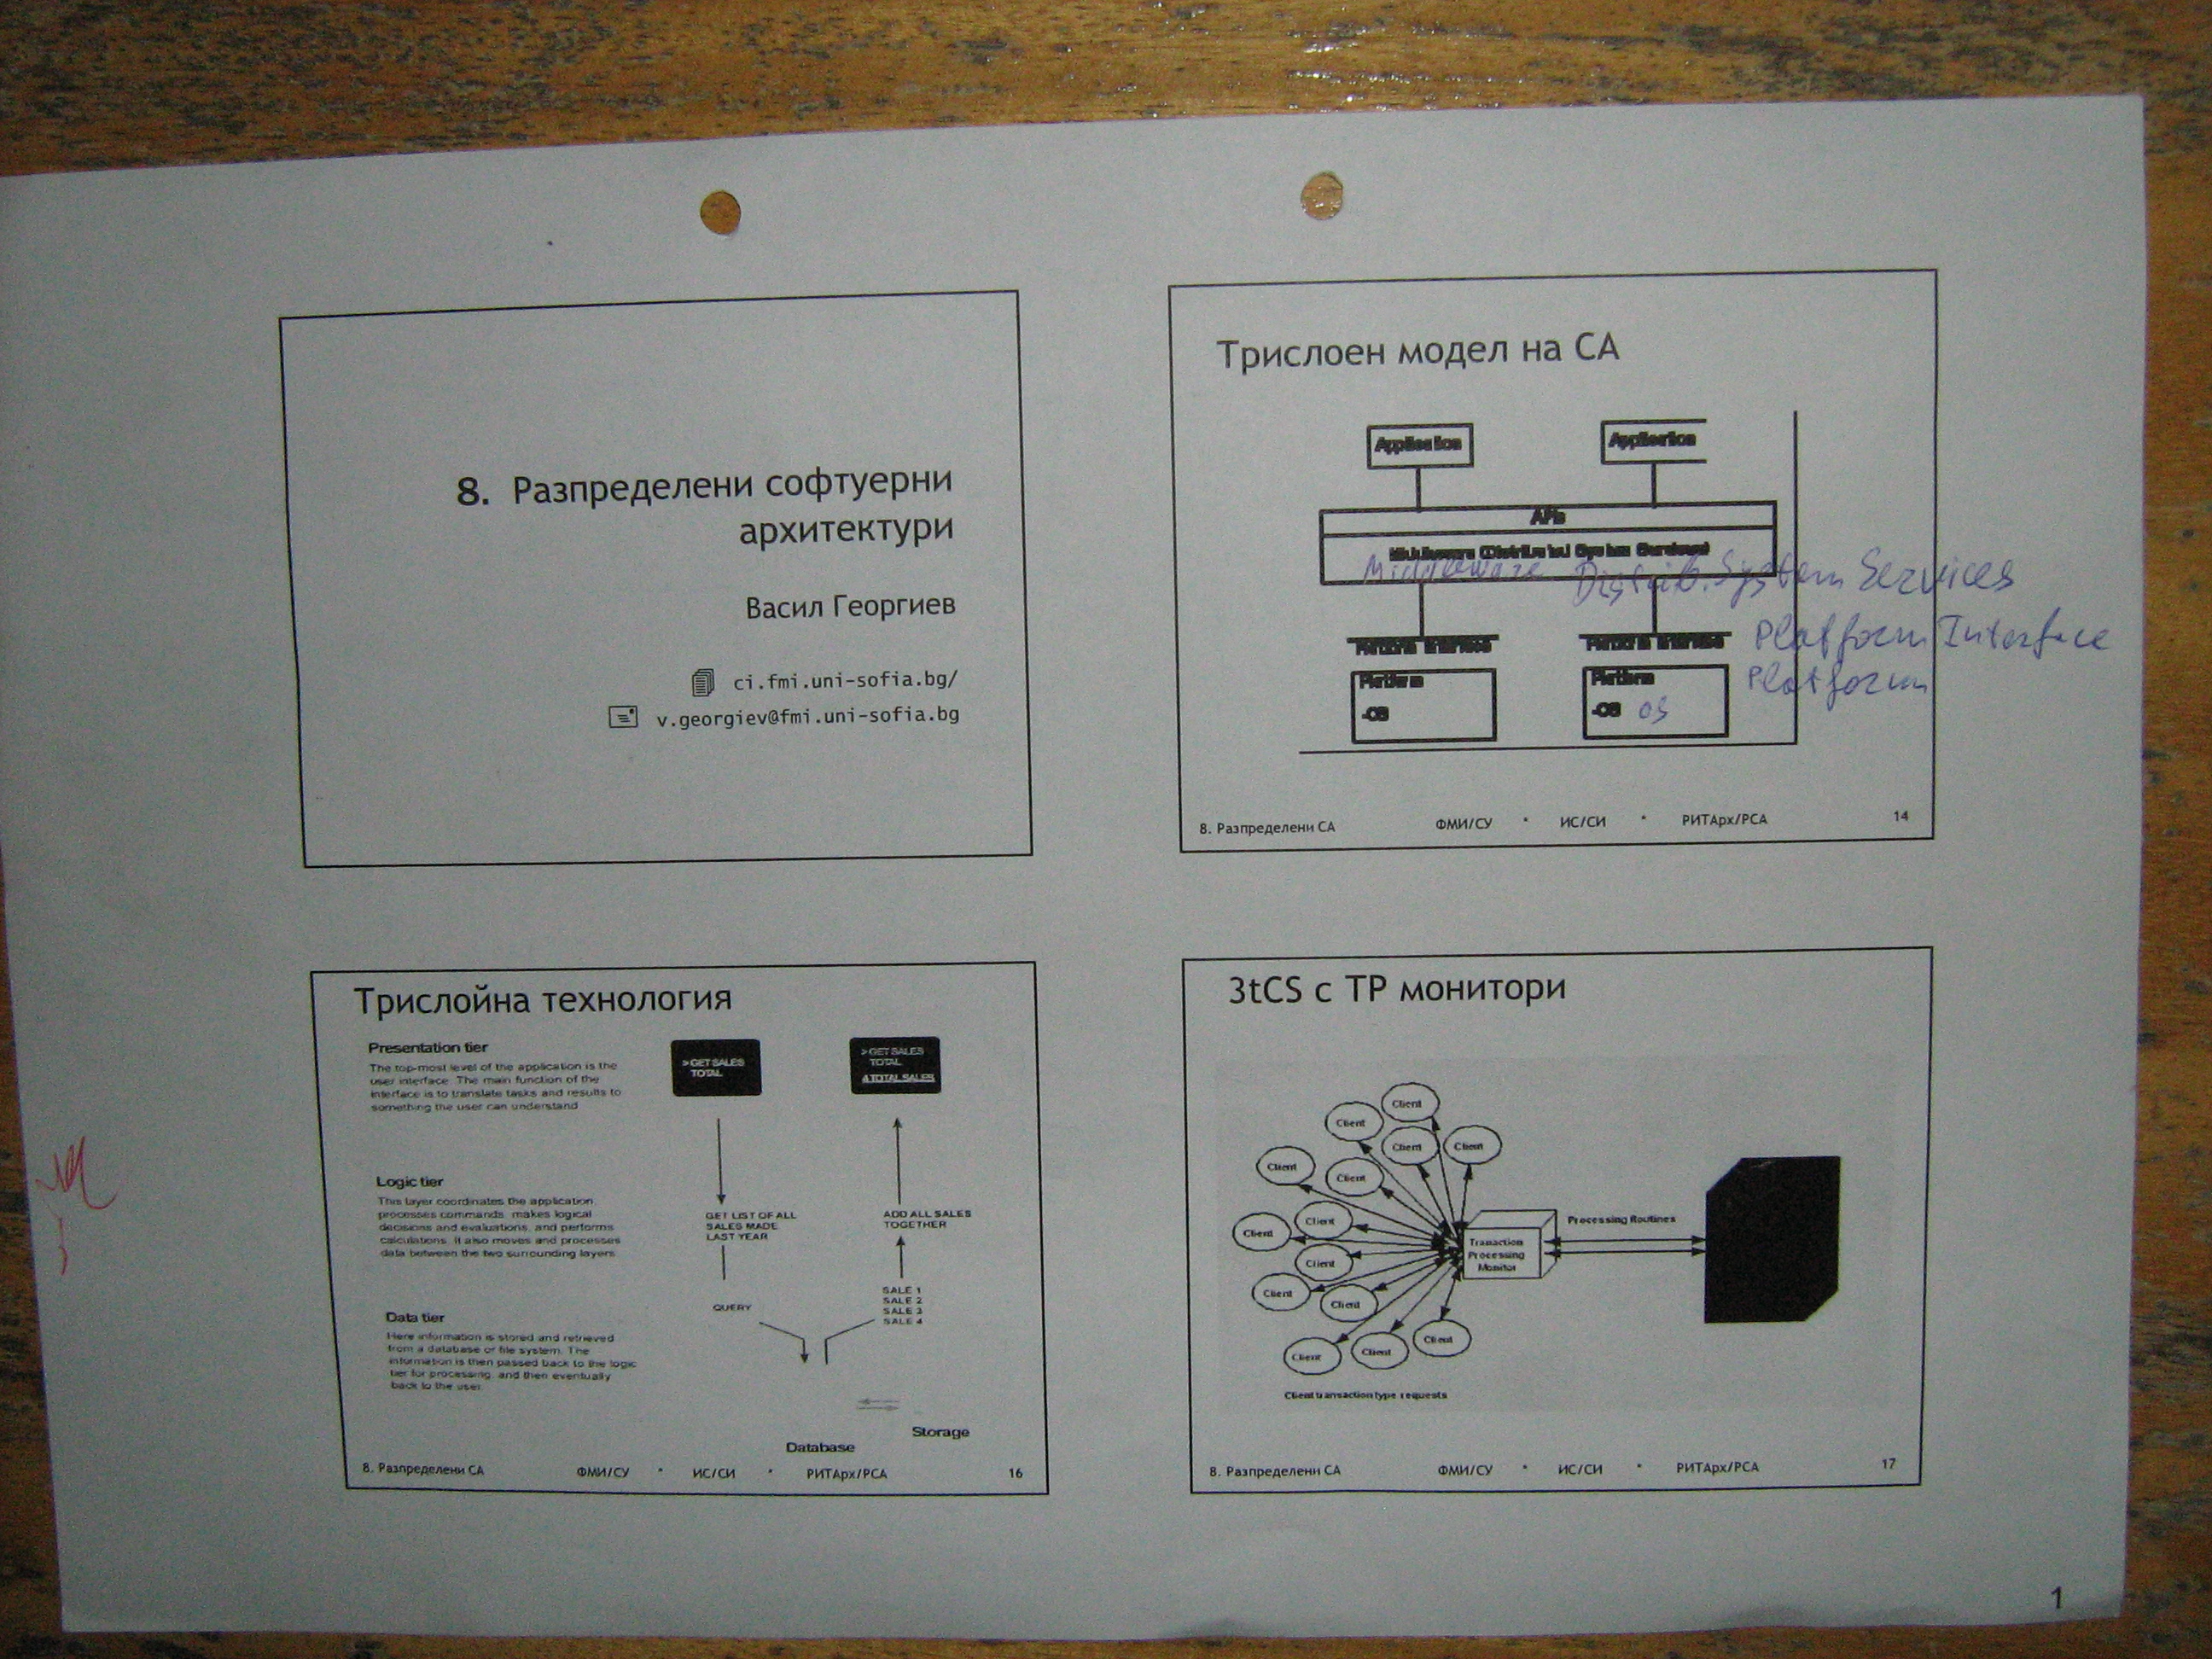 8. Разпределени софтуерни
архитектури
Васил Георгиев
ci.fmi.uni-sofia.bg/
v.georgiev@fmi.uni-sofia.bg
Трислоен модел на СА
Application
Application
APIs
Middleware (Distributed System Services)
Middleware Distrib. System Services
Platform Interface
Platform Interface
Platform Interface
Platform
Platform
Platform
-OS
-OS
OS
8. Разпределени СА ФМИ/СУ * ИС/СИ * РИТАрх/РСА 14
Трислойна технология
Presentation tier
The top-most level of the application is the
user interface. The main function of the
interface is to translate tasks and results to
something the user can understand
> GET SALES
TOTAL
> GET SALES
TOTAL
4 TOTAL SALES
Logic tier
This layer coordinates the application,
processes commands, makes logical
decisions and evaluations, and performs
calculations. It also moves and processes
data between the two surrounding layers
GET LIST OF ALL
SALES MADE
LAST YEAR
ADD ALL SALES
TOGETHER
Data tier
Here information is stored and retrieved
from a database or file system. The
information is then passed back to the logic
tier for processing, and then eventually
back to the user
QUERY
SALE 1
SALE 2
SALE 3
SALE 4
Storage
Database
8. Разпределени СА ФМИ/СУ * ИС/СИ * РИТАрх/РСА 16
3tCS с ТР монитори
Client
Client
Client
Client
Client
Client
Client
Client
Client
Client
Client
Client
Client
Client
Transaction
Processing
Monitor
Processing Routines
Client transaction type requests
8. Разпределени СА ФМИ/СУ * ИС/СИ * РИТАрх/РСА 17
1